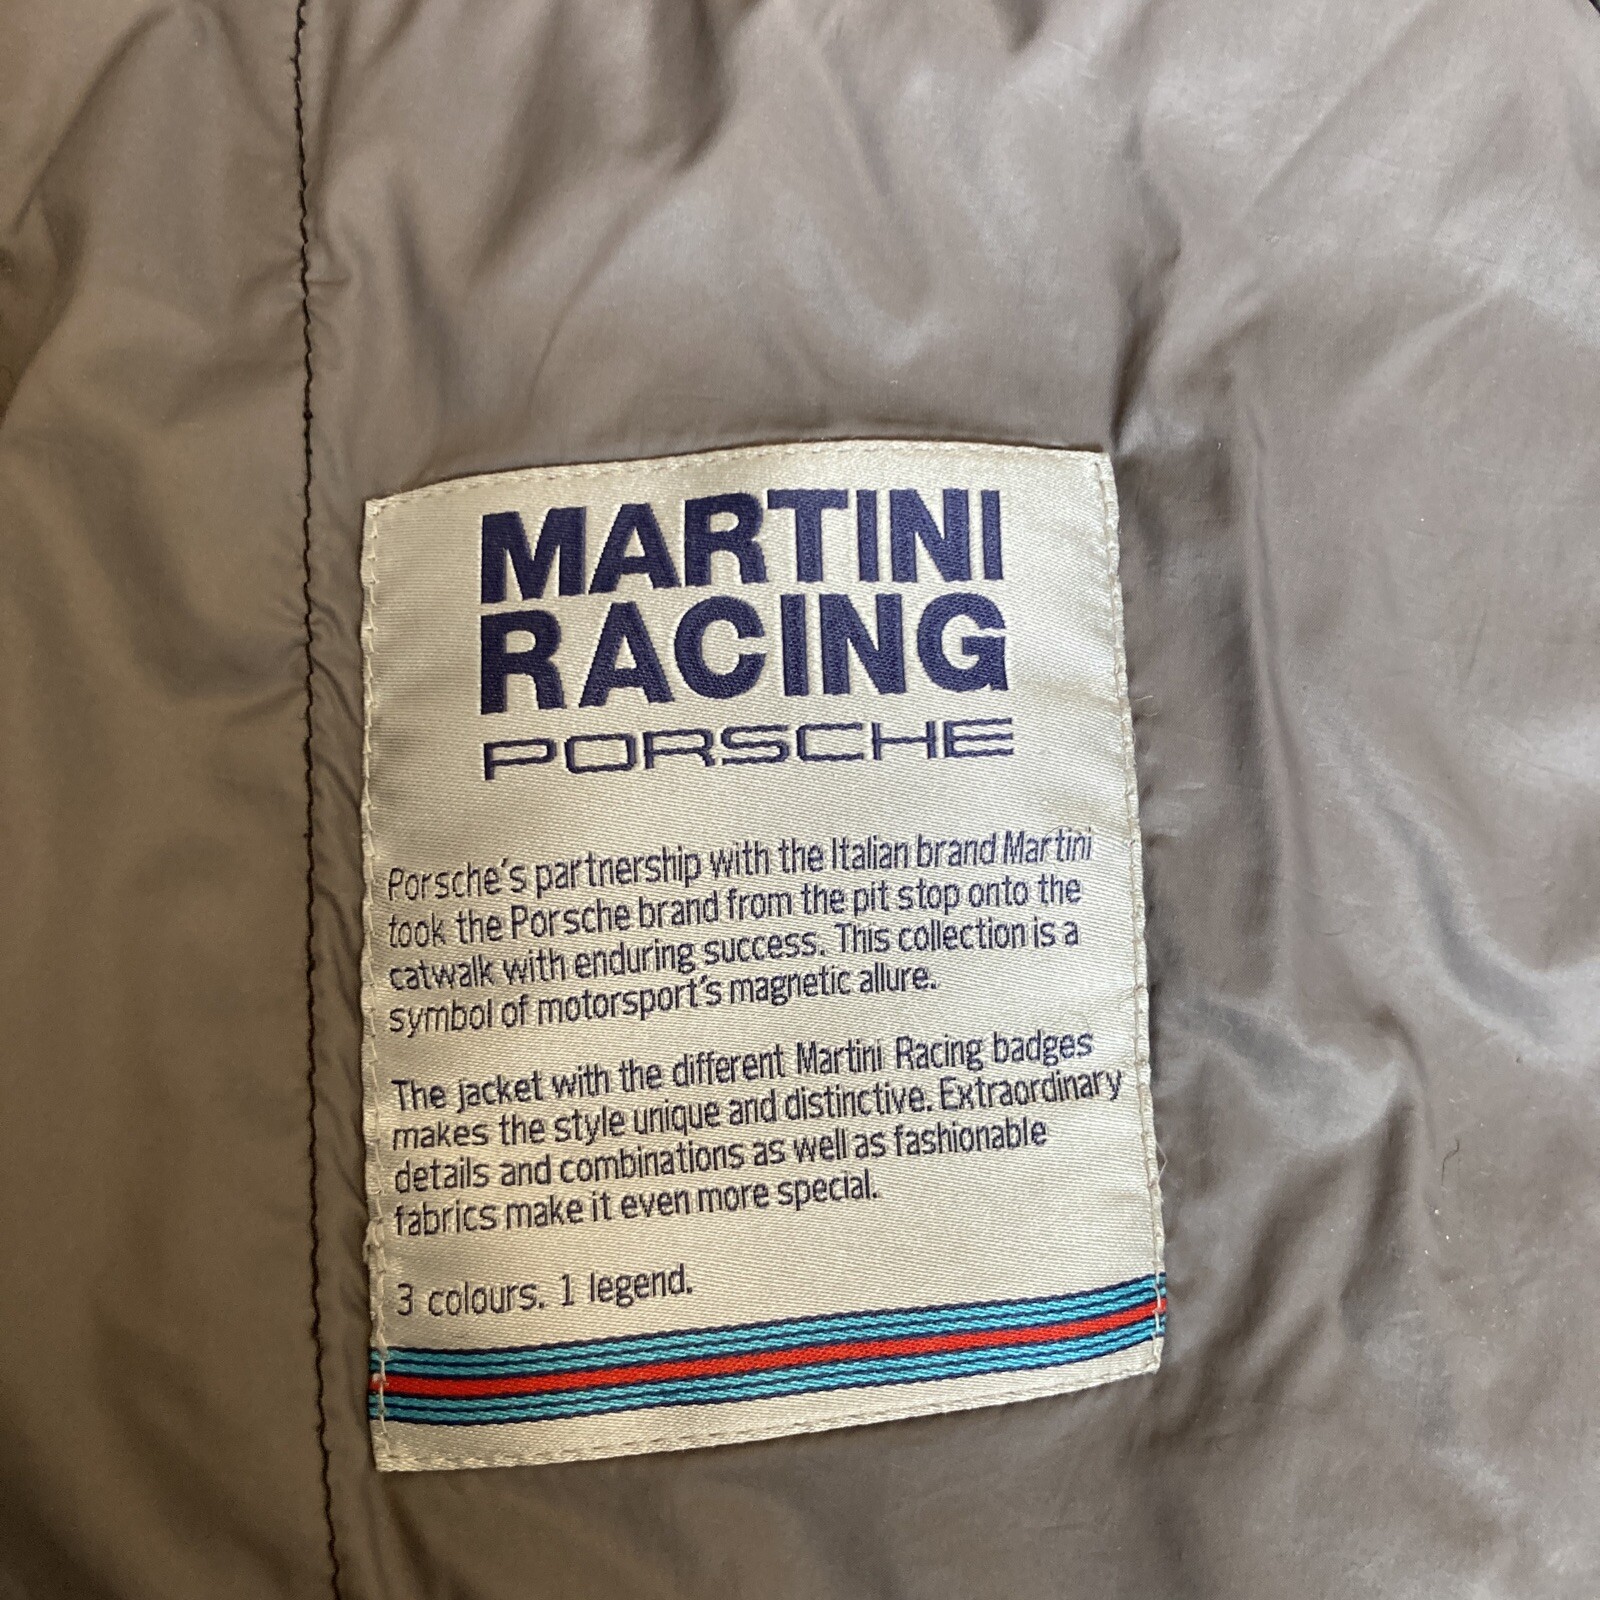 MARTINI
RACING
PORSCHE
Porsche's partnership with the Italian brand Martini
took the Porsche brand from the pit stop onto the
catwalk with enduring success. This collection is a
symbol of motorsport's magnetic allure.
The jacket with the different Martini Racing badges
makes the style unique and distinctive. Extraordinary
details and combinations as well as fashionable
fabrics make it even more special.
3 colours. 1 legend.